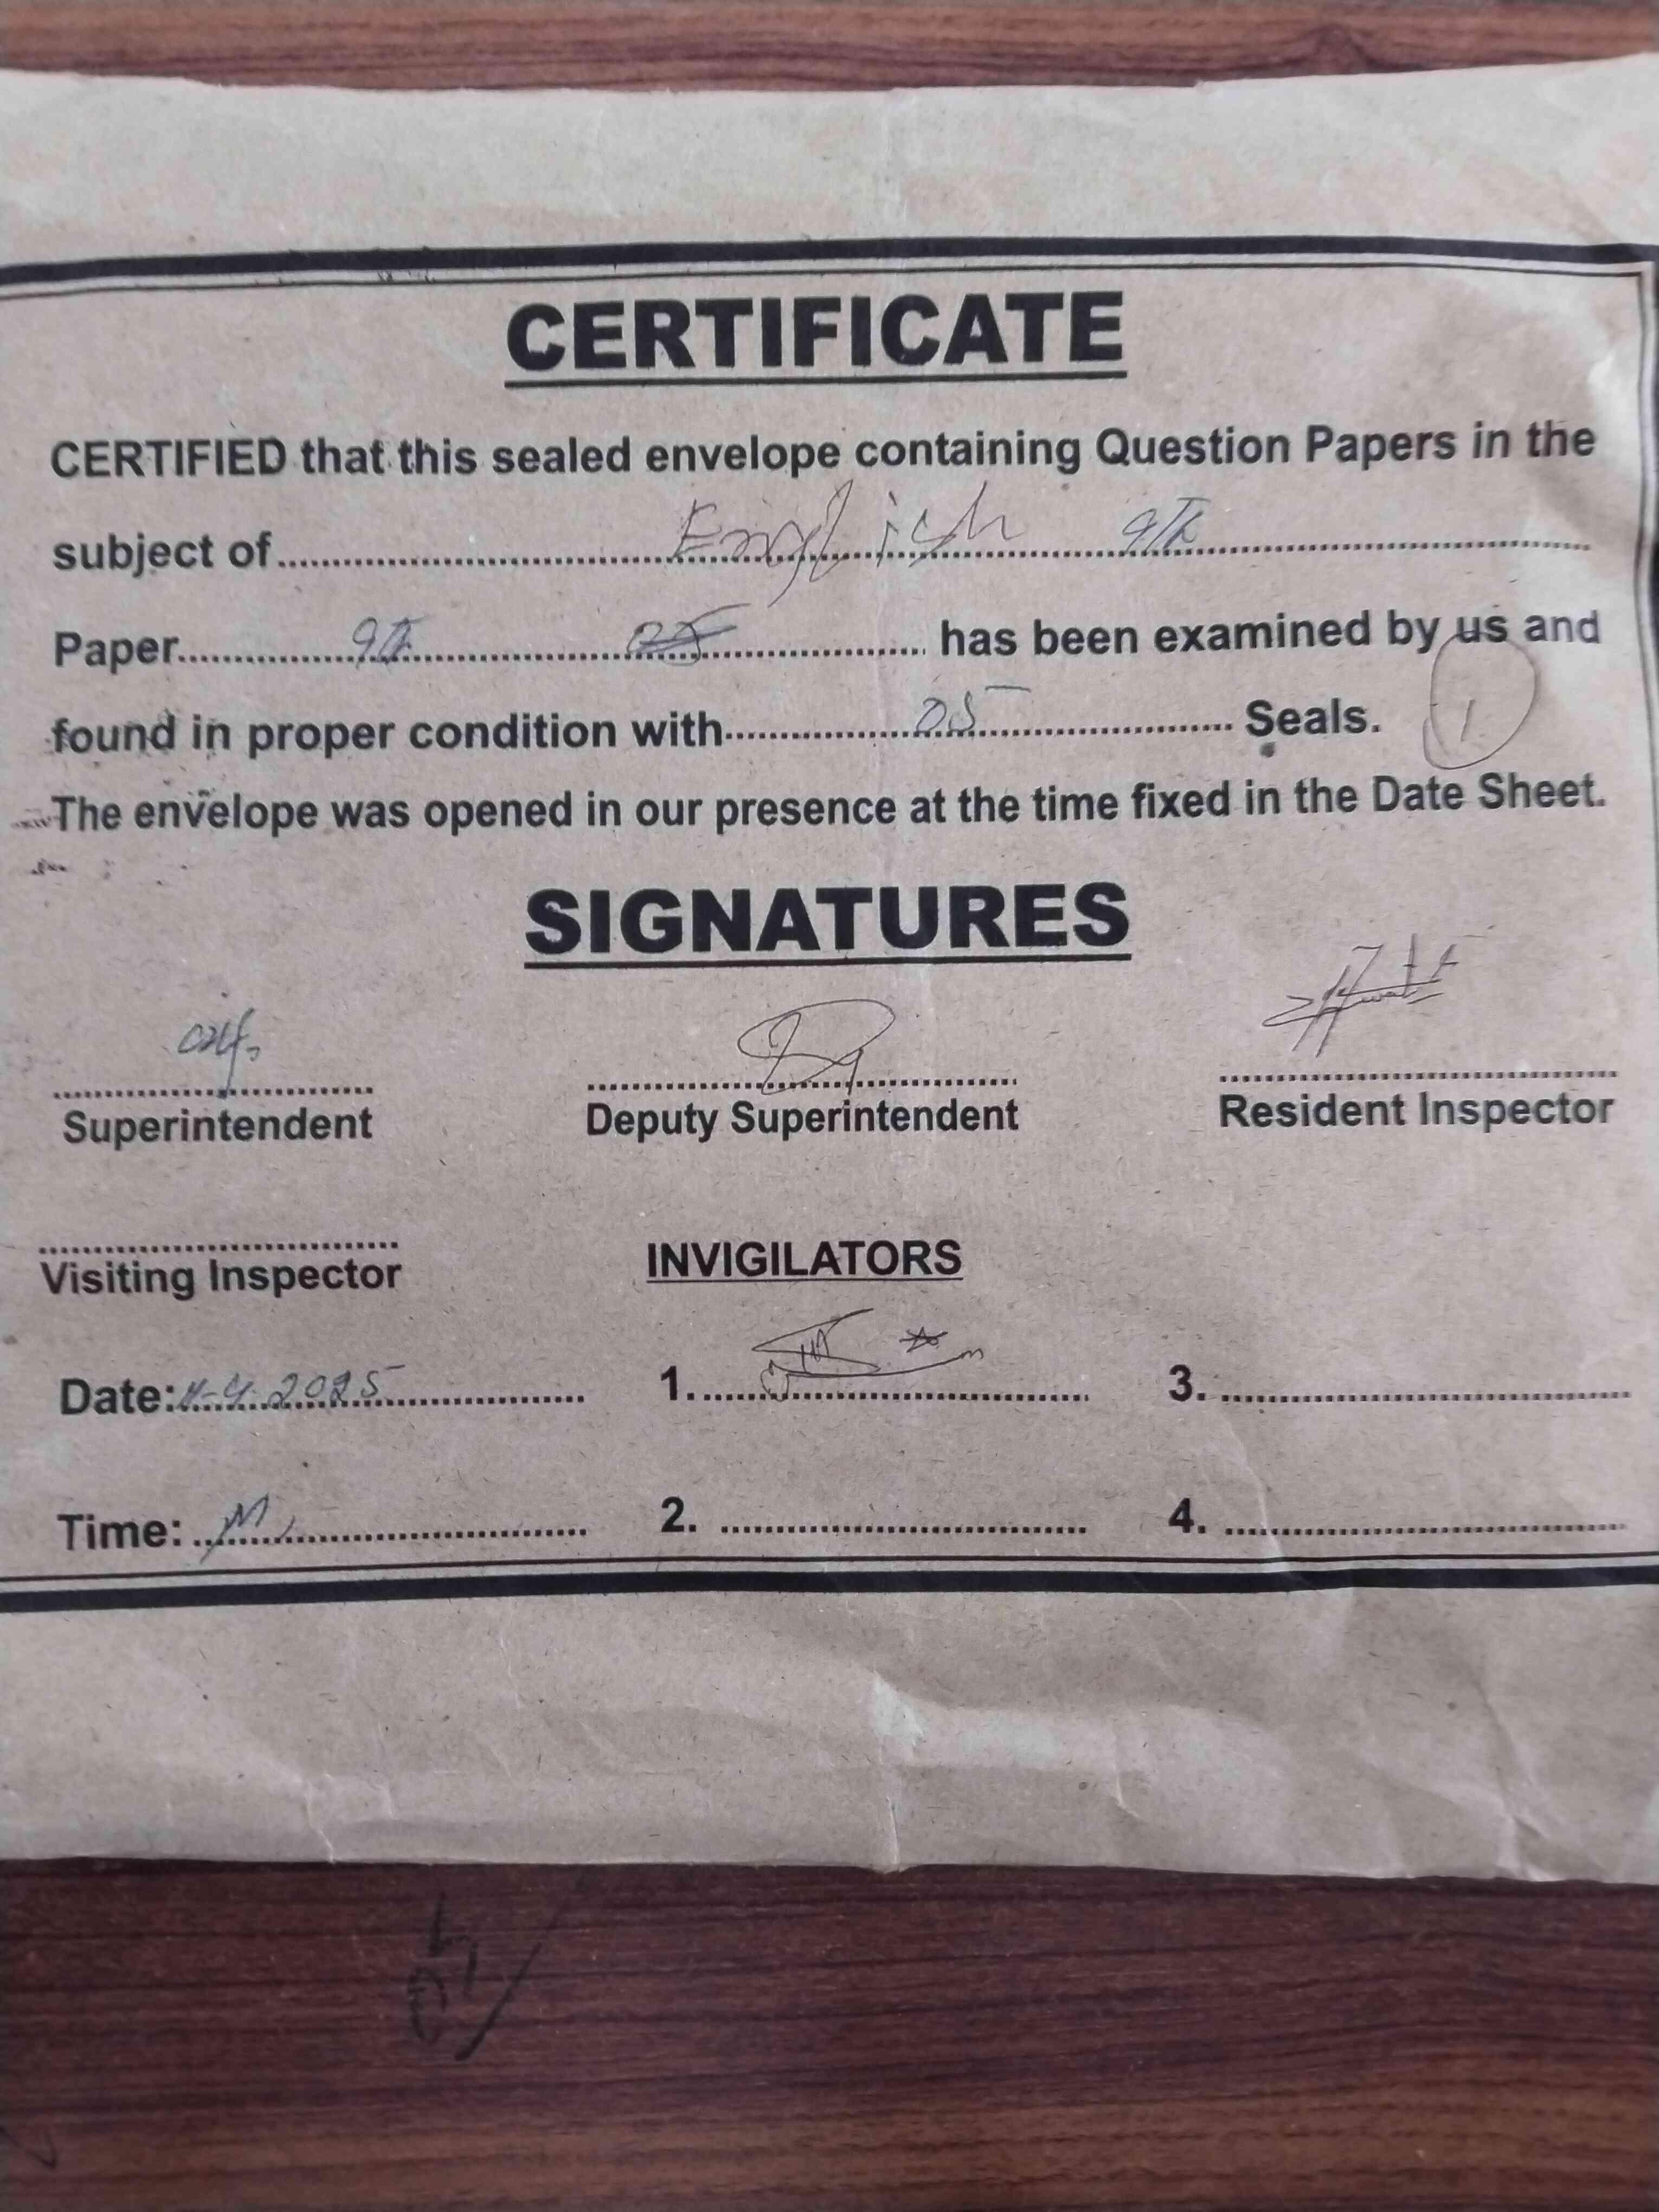 CERTIFICATE
CERTIFIED that this sealed envelope containing Question Papers in the
subject of English 9th
Paper 9th has been examined by us and
found in proper condition with 05 Seals. 1
The envelope was opened in our presence at the time fixed in the Date Sheet.
SIGNATURES
Superintendent Deputy Superintendent Resident Inspector
Visiting Inspector INVIGILATORS
Date: 11-4-2025 1. 3.
Time: M 2. 4.